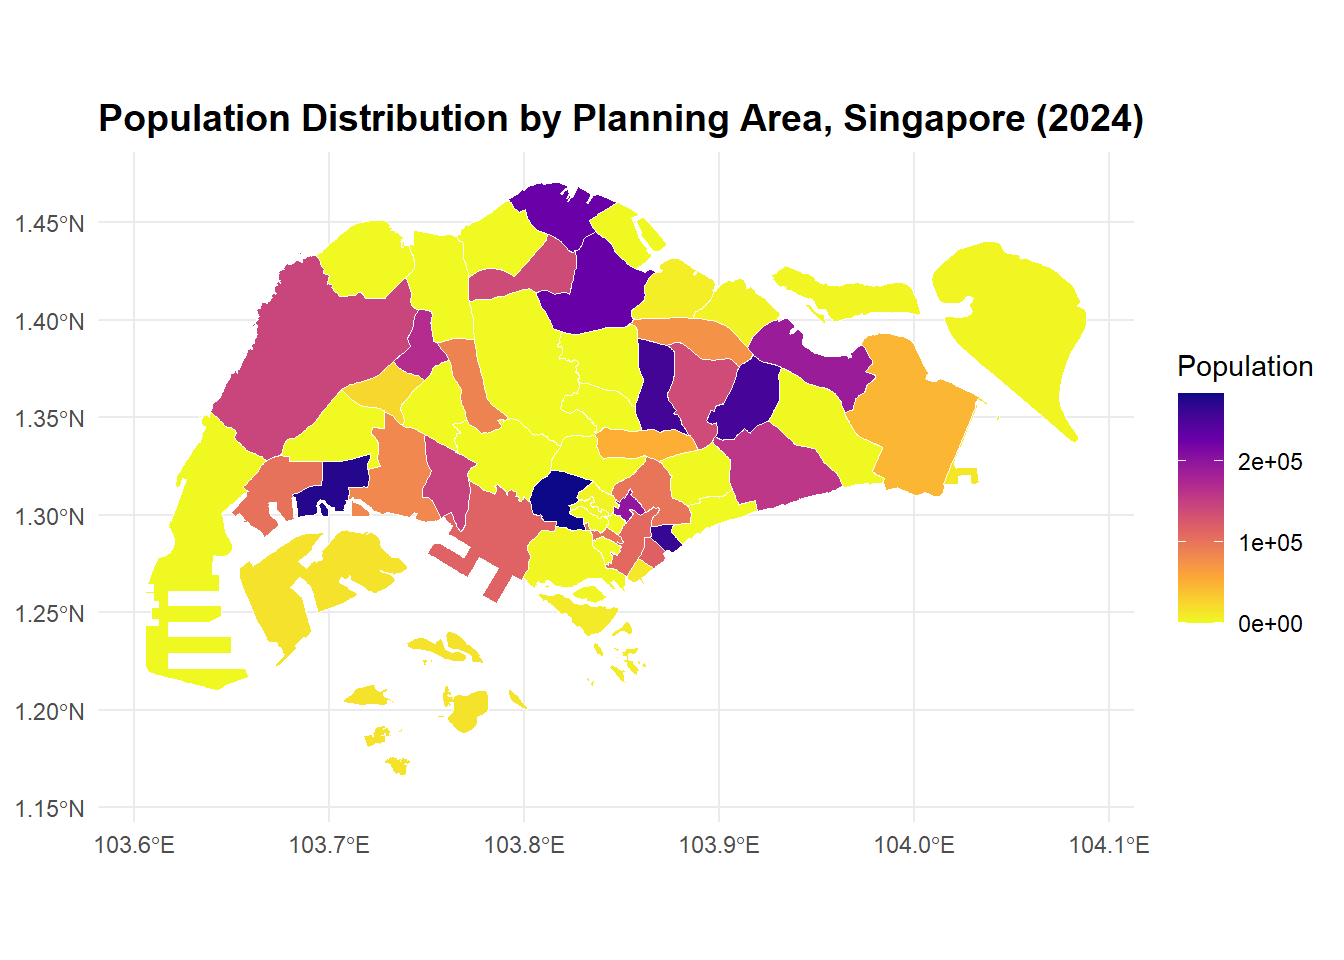 Population Distribution by Planning Area, Singapore (2024)
1.45°N
1.40°N
1.35°N
1.30°N
1.25°N
1.20°N
1.15°N
103.6°E
103.7°E
103.8°E
103.9°E
104.0°E
104.1°E
Population
2e+05
1e+05
0e+00